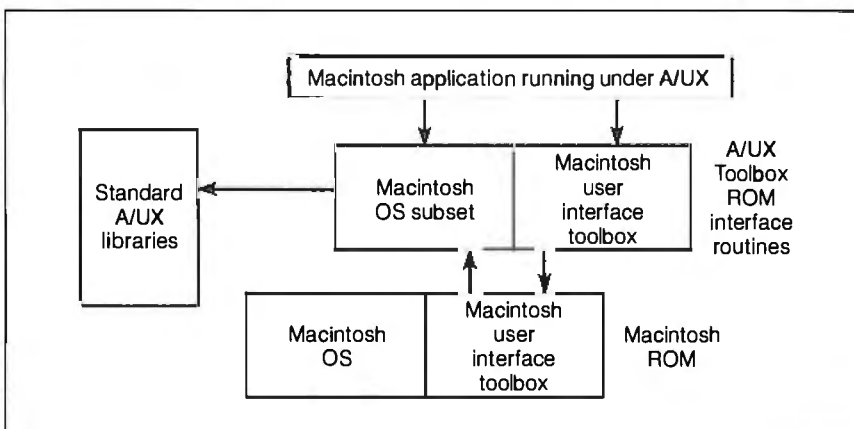 Macintosh application running under A/UX
Standard
A/UX
libraries
Macintosh
OS subset
Macintosh
user
interface
toolbox
A/UX
Toolbox
ROM
interface
routines
Macintosh
OS
Macintosh
user
interface
toolbox
Macintosh
ROM